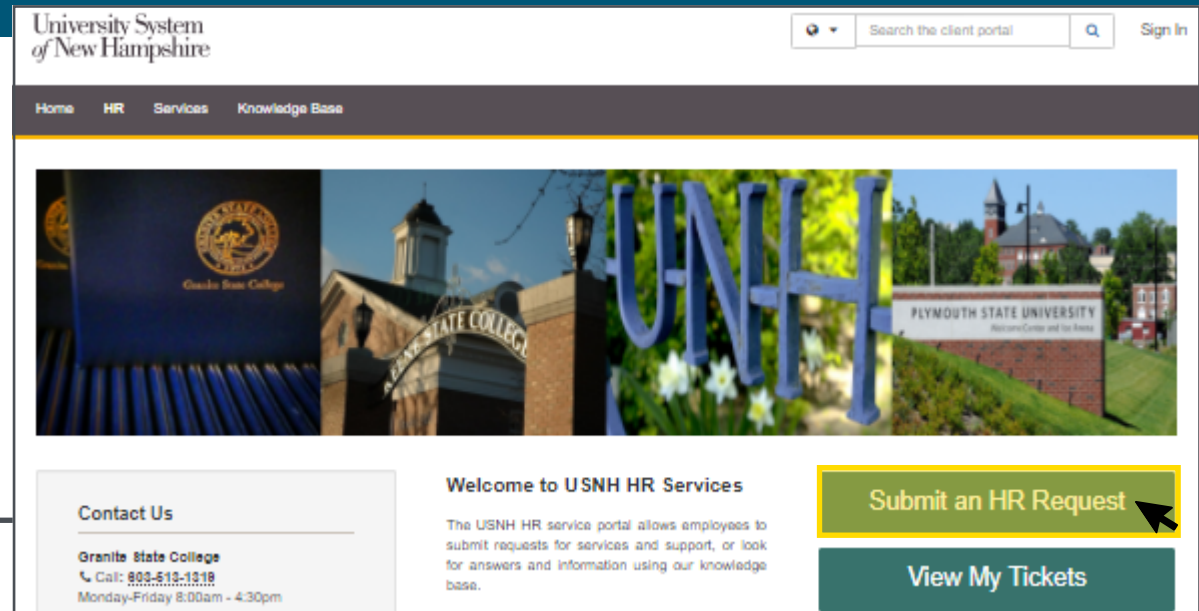 University System
of New Hampshire
Search the client portal
Sign In
Home HR Services Knowledge Base
Granite State College
KEENE STATE COLLEGE
UNH
PLYMOUTH STATE UNIVERSITY
Welcome Center and Ice Arena
Contact Us
Granite State College
Call: 603-513-1319
Monday-Friday 8:00am - 4:30pm
Welcome to USNH HR Services
The USNH HR service portal allows employees to
submit requests for services and support, or look
for answers and information using our knowledge
base.
Submit an HR Request
View My Tickets